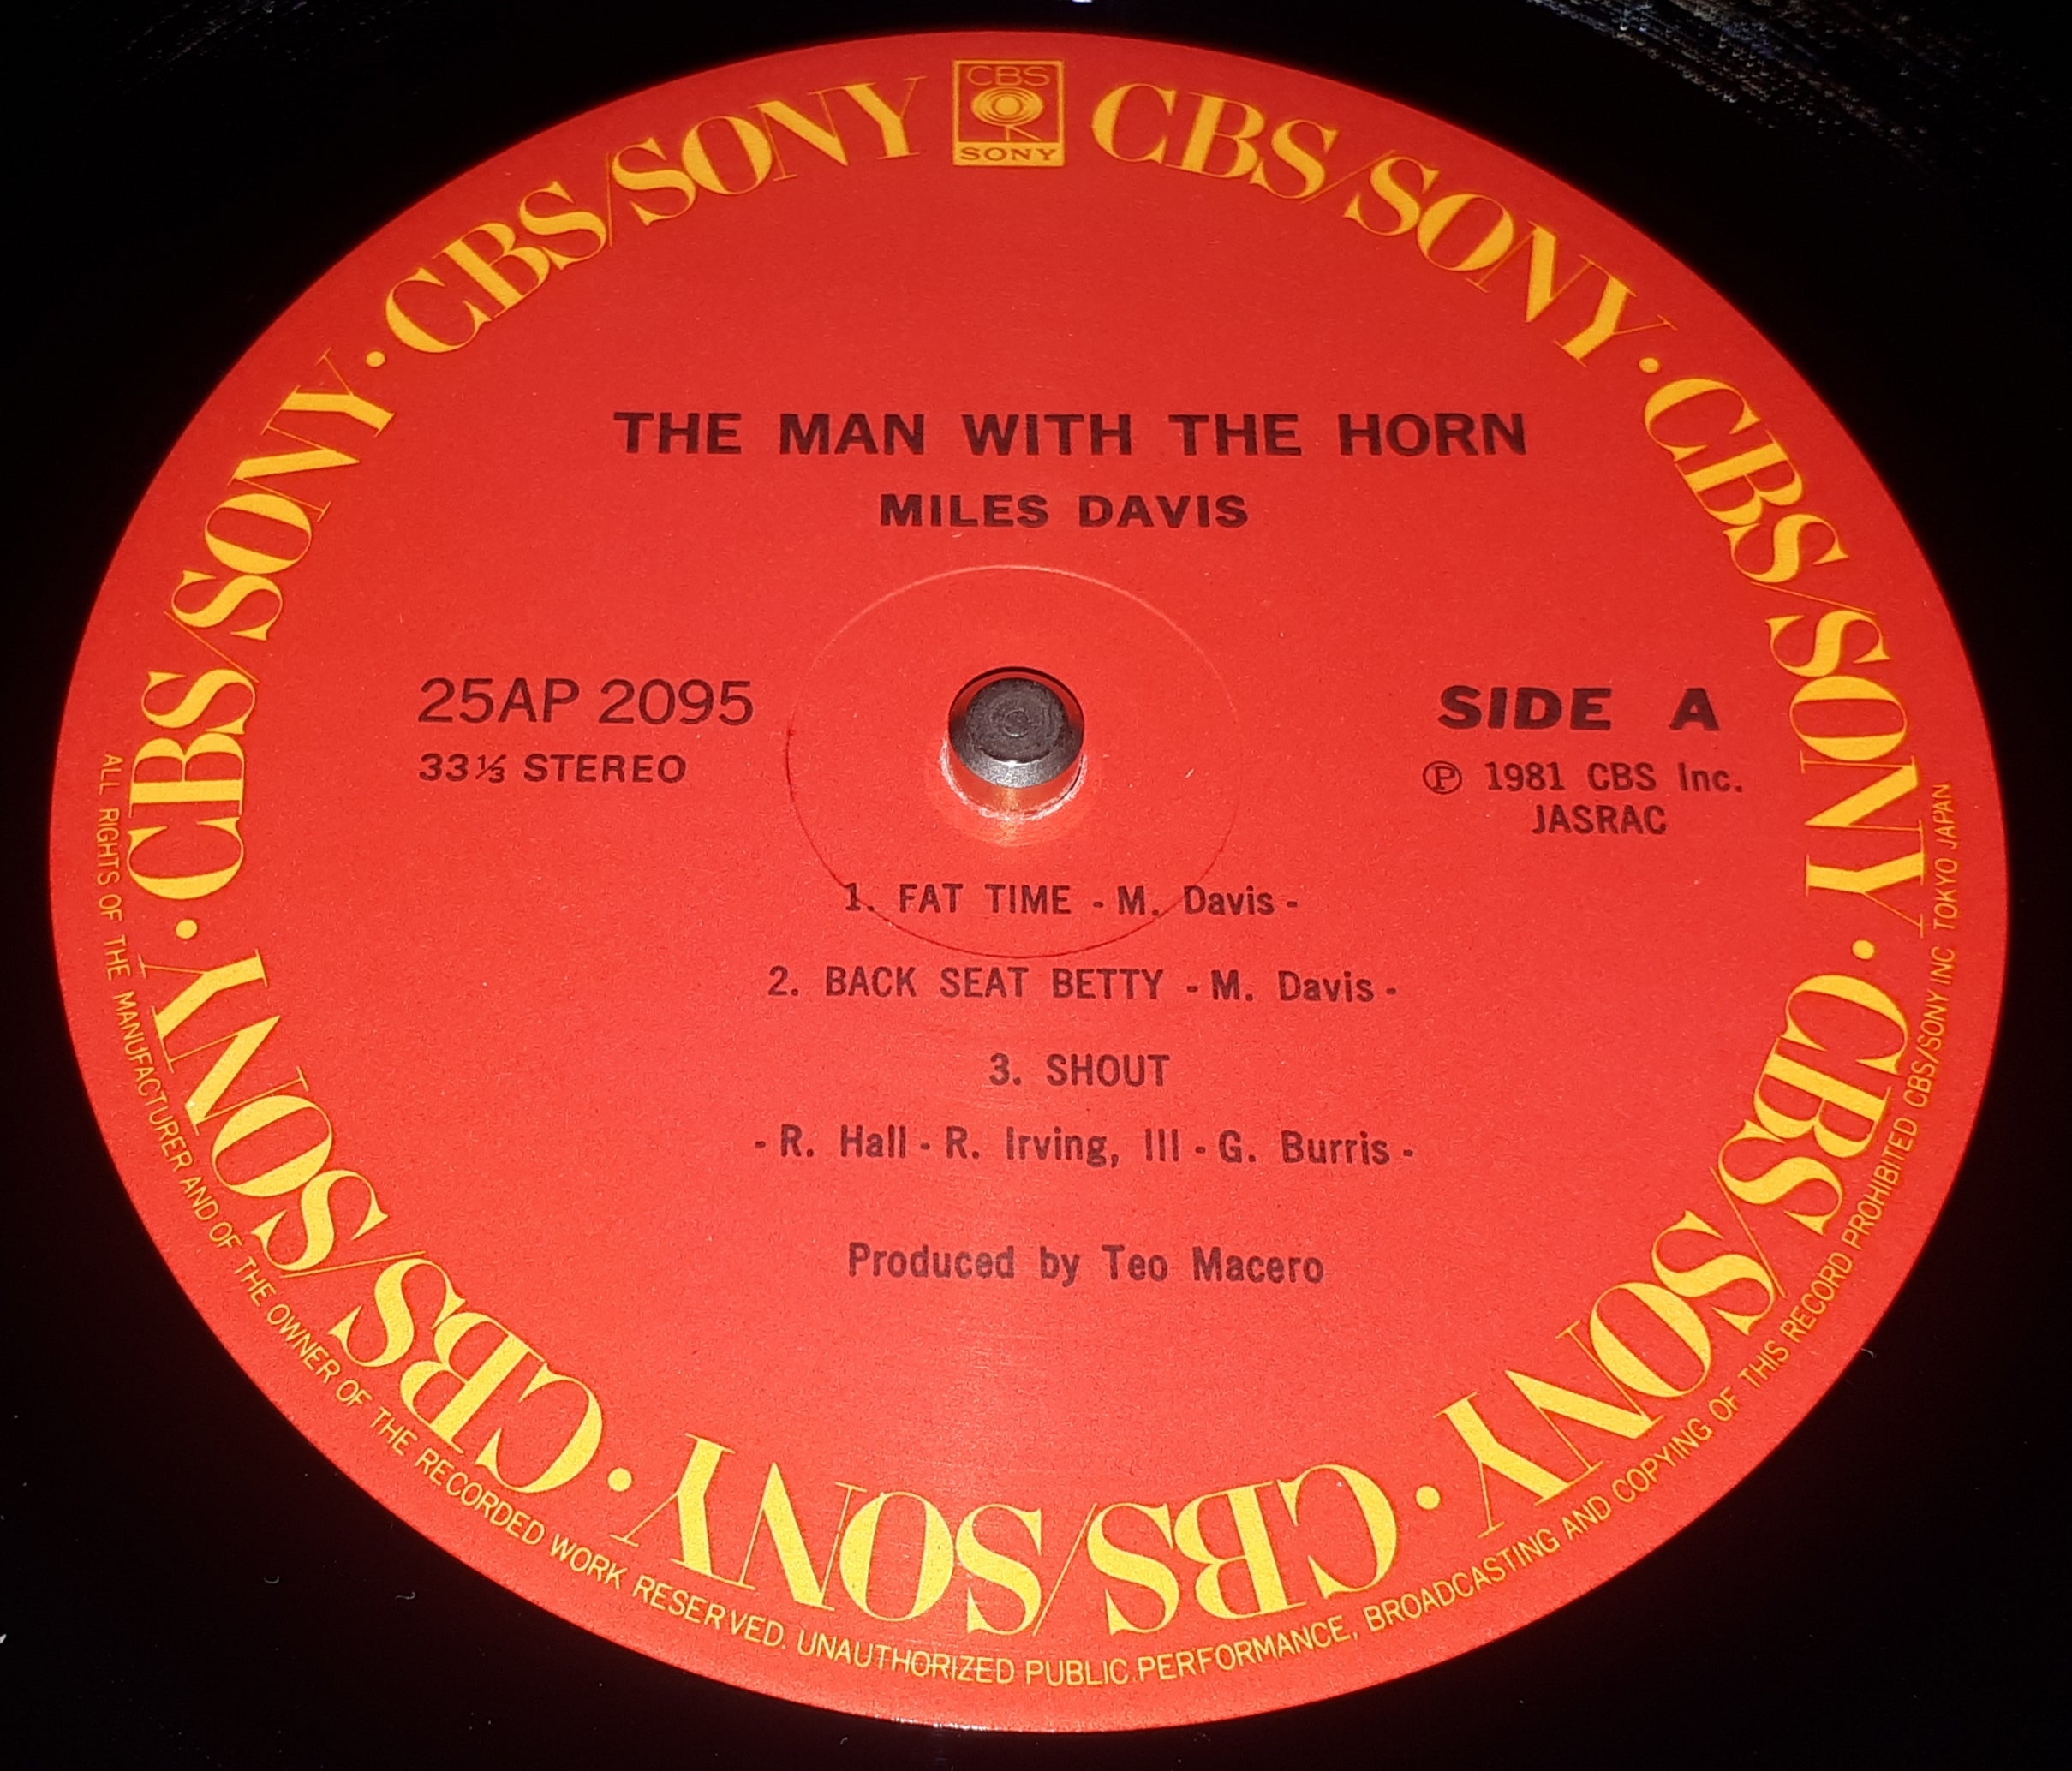 CBS
SONY
CBS/SONY · CBS/SONY · CBS/SONY · CBS/SONY · CBS/SONY · CBS/SONY · CBS/SONY
THE MAN WITH THE HORN
MILES DAVIS
25AP 2095
33⅓ STEREO
SIDE A
Ⓟ 1981 CBS Inc.
JASRAC
1. FAT TIME - M. Davis -
2. BACK SEAT BETTY - M. Davis -
3. SHOUT
- R. Hall - R. Irving, III - G. Burris -
Produced by Teo Macero
ALL RIGHTS OF THE MANUFACTURER AND OF THE OWNER OF THE RECORDED WORK RESERVED. UNAUTHORIZED PUBLIC PERFORMANCE, BROADCASTING AND COPYING OF THIS RECORD PROHIBITED CBS/SONY INC TOKYO JAPAN